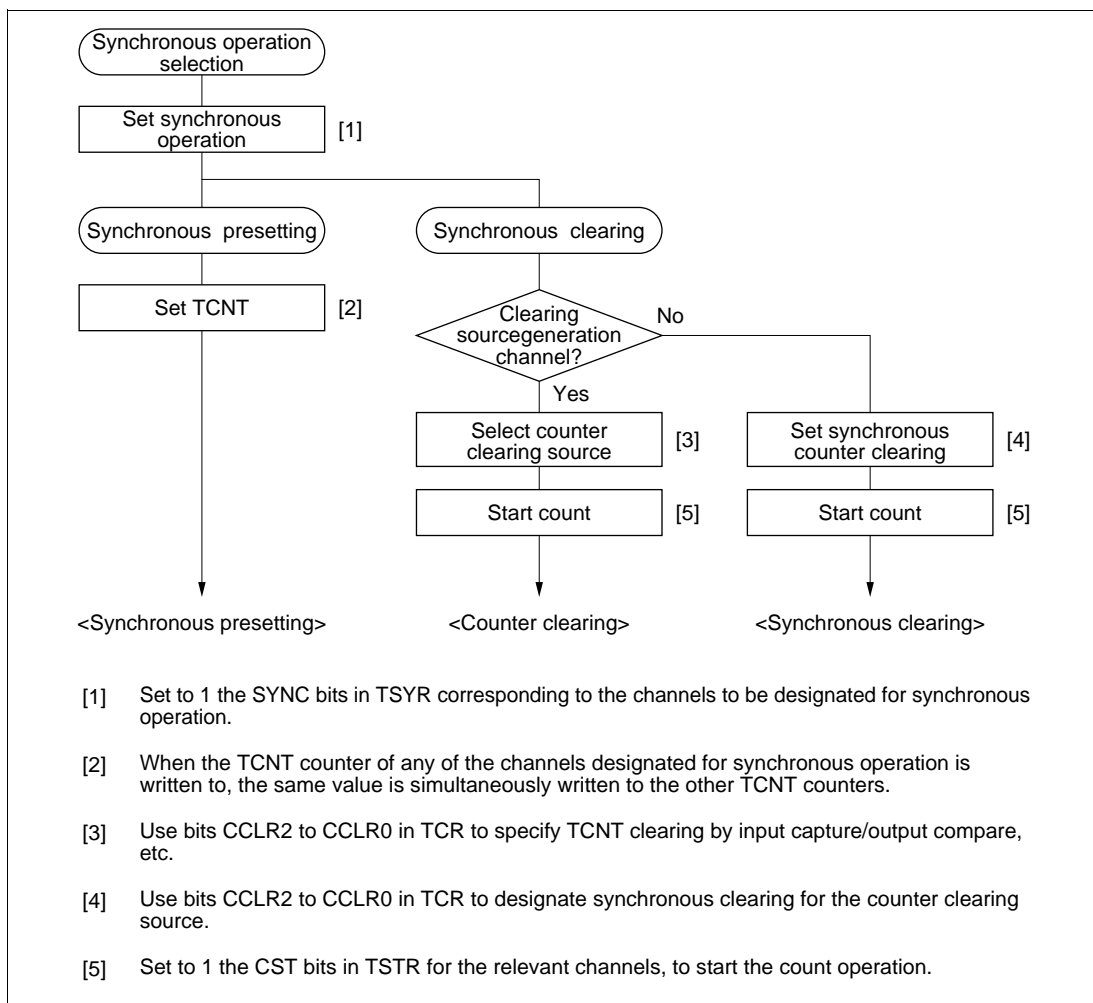 Synchronous operation
selection
Set synchronous
operation
[1]
Synchronous presetting
Synchronous clearing
Set TCNT
[2]
Clearing
sourcegeneration
channel?
No
Yes
Select counter
clearing source
[3]
Set synchronous
counter clearing
[4]
Start count
[5]
Start count
[5]
<Synchronous presetting>
<Counter clearing>
<Synchronous clearing>
[1] Set to 1 the SYNC bits in TSYR corresponding to the channels to be designated for synchronous
operation.
[2] When the TCNT counter of any of the channels designated for synchronous operation is
written to, the same value is simultaneously written to the other TCNT counters.
[3] Use bits CCLR2 to CCLR0 in TCR to specify TCNT clearing by input capture/output compare,
etc.
[4] Use bits CCLR2 to CCLR0 in TCR to designate synchronous clearing for the counter clearing
source.
[5] Set to 1 the CST bits in TSTR for the relevant channels, to start the count operation.